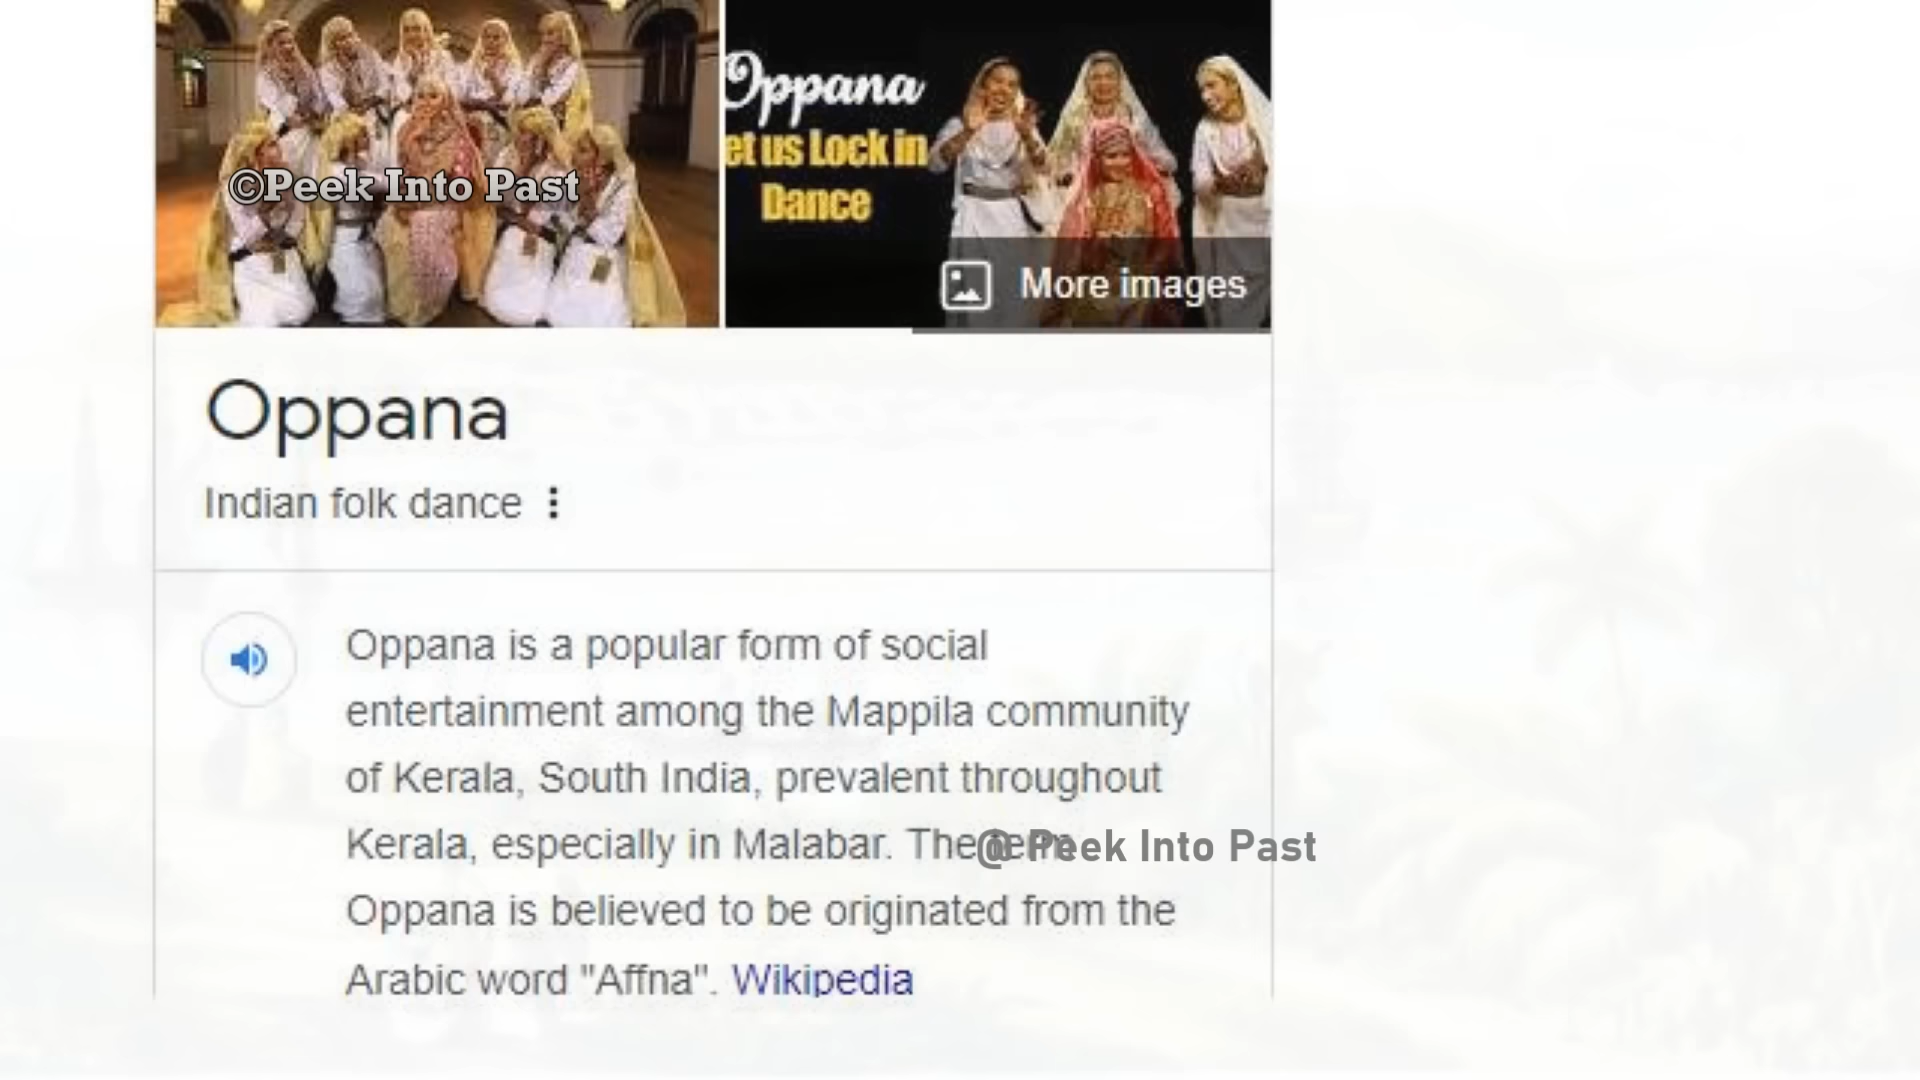 Oppana
et us Lock in
Dance
©Peek Into Past
More images
Oppana
Indian folk dance
Oppana is a popular form of social
entertainment among the Mappila community
of Kerala, South India, prevalent throughout
Kerala, especially in Malabar. The term
@ Peek Into Past
Oppana is believed to be originated from the
Arabic word "Affna". Wikipedia